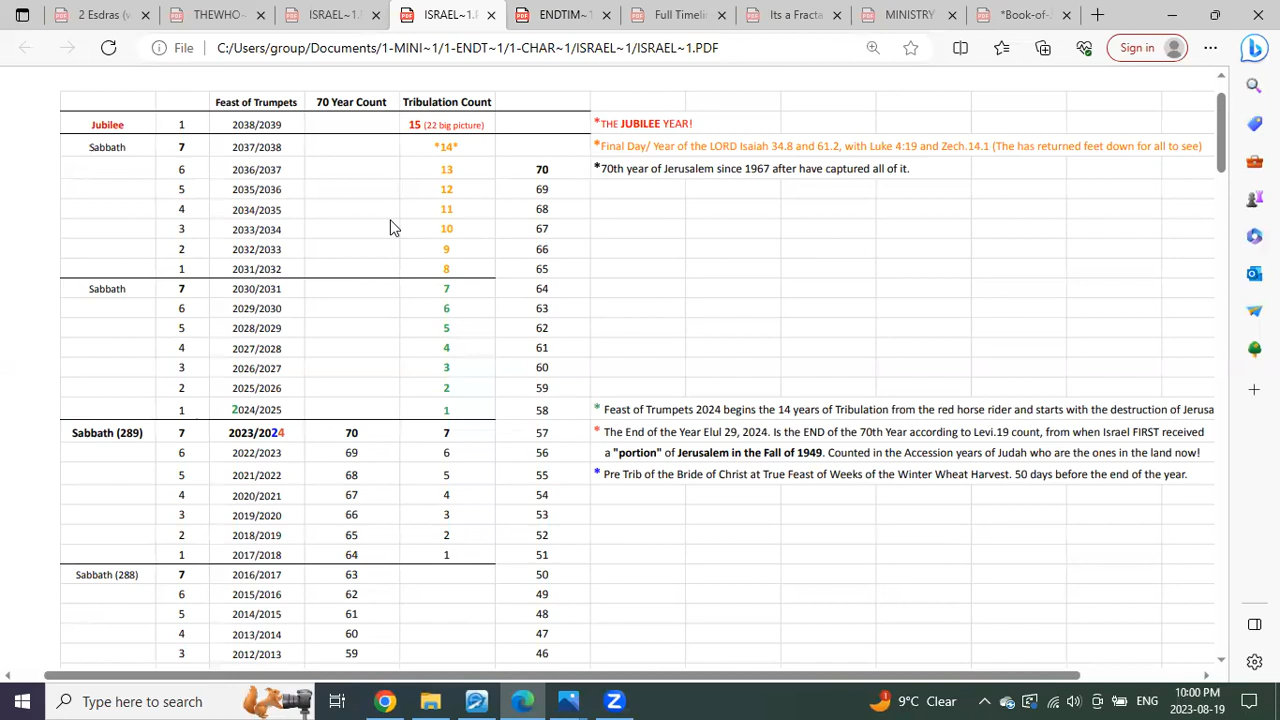 2 Esdras (v
THEWHO-
ISRAEL~1.
ISRAEL~1.F
ENDTIM~
Full Timeli
Its a Fracta
MINISTRY
*Book-of-J
File C:/Users/group/Documents/1-MINI~1/1-ENDT~1/1-CHAR~1/ISRAEL~1/ISRAEL~1.PDF Sign in
Feast of Trumpets 70 Year Count Tribulation Count
Jubilee 1 2038/2039 15 (22 big picture) *THE JUBILEE YEAR!
Sabbath 7 2037/2038 *14* *Final Day/ Year of the LORD Isaiah 34.8 and 61.2, with Luke 4:19 and Zech.14.1 (The has returned feet down for all to see)
6 2036/2037 13 70 *70th year of Jerusalem since 1967 after have captured all of it.
5 2035/2036 12 69
4 2034/2035 11 68
3 2033/2034 10 67
2 2032/2033 9 66
1 2031/2032 8 65
Sabbath 7 2030/2031 7 64
6 2029/2030 6 63
5 2028/2029 5 62
4 2027/2028 4 61
3 2026/2027 3 60
2 2025/2026 2 59
1 2024/2025 1 58 * Feast of Trumpets 2024 begins the 14 years of Tribulation from the red horse rider and starts with the destruction of Jerusa
Sabbath (289) 7 2023/2024 70 7 57 * The End of the Year Elul 29, 2024. Is the END of the 70th Year according to Levi.19 count, from when Israel FIRST received
6 2022/2023 69 6 56 a "portion" of Jerusalem in the Fall of 1949. Counted in the Accession years of Judah who are the ones in the land now!
5 2021/2022 68 5 55 * Pre Trib of the Bride of Christ at True Feast of Weeks of the Winter Wheat Harvest. 50 days before the end of the year.
4 2020/2021 67 4 54
3 2019/2020 66 3 53
2 2018/2019 65 2 52
1 2017/2018 64 1 51
Sabbath (288) 7 2016/2017 63 50
6 2015/2016 62 49
5 2014/2015 61 48
4 2013/2014 60 47
3 2012/2013 59 46
Type here to search 1 9°C Clear ENG 10:00 PM
2023-08-19